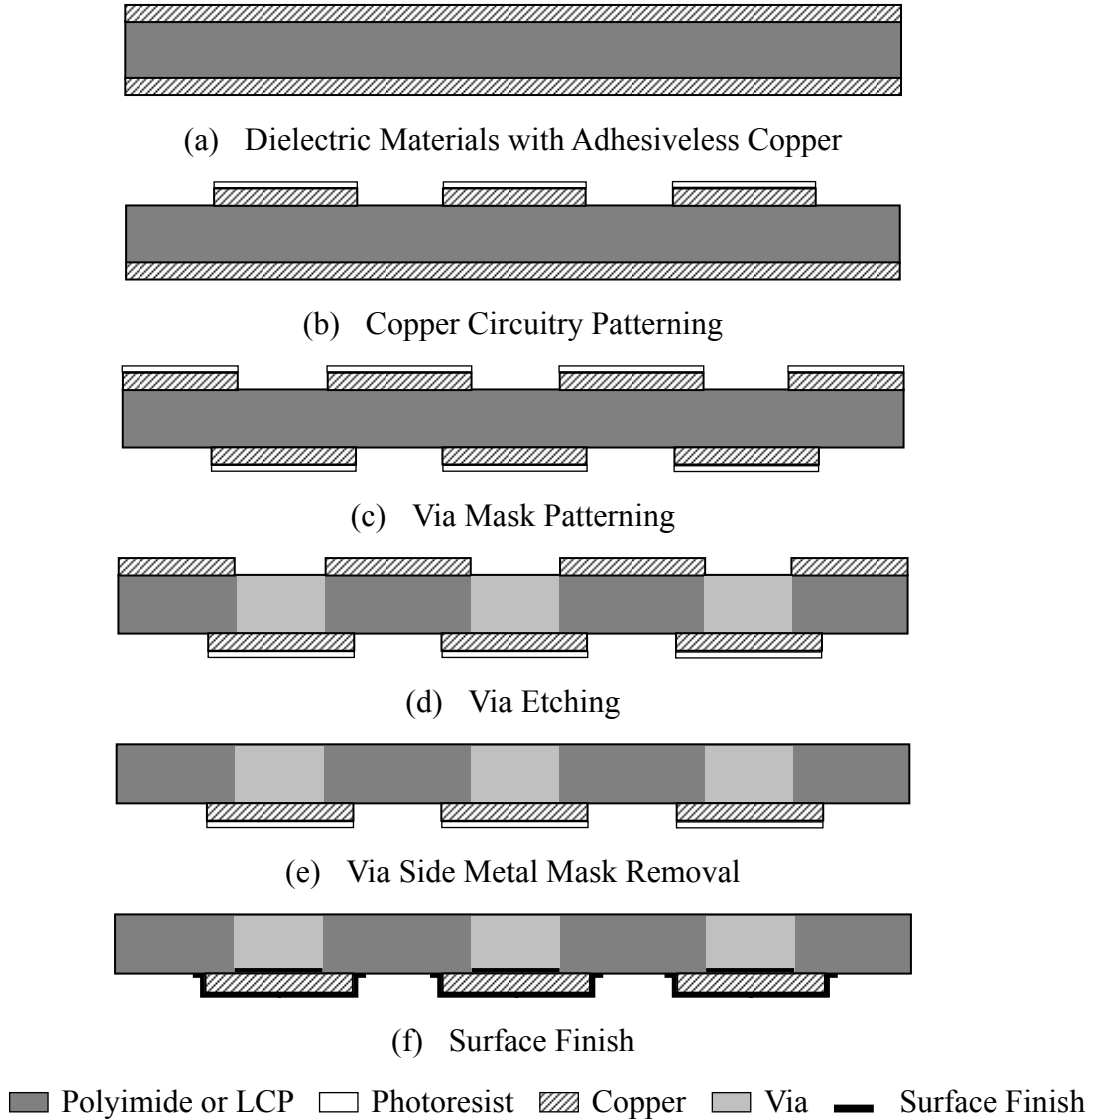 (a) Dielectric Materials with Adhesiveless Copper
(b) Copper Circuitry Patterning
(c) Via Mask Patterning
(d) Via Etching
(e) Via Side Metal Mask Removal
(f) Surface Finish
Polyimide or LCP Photoresist Copper Via Surface Finish